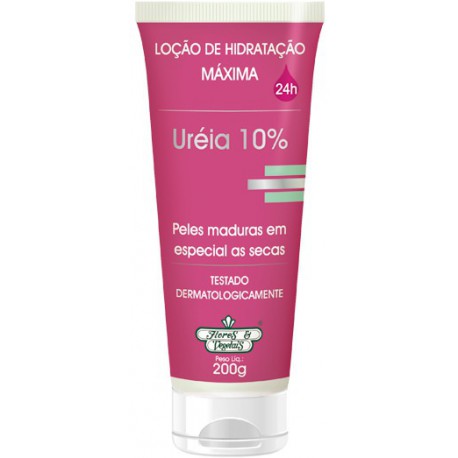 LOÇÃO DE HIDRATAÇÃO
MÁXIMA
24h
Uréia 10%
Peles maduras em
especial as secas
TESTADO
DERMATOLOGICAMENTE
Flores &
Vegetais
®
Peso Liq.:
200g